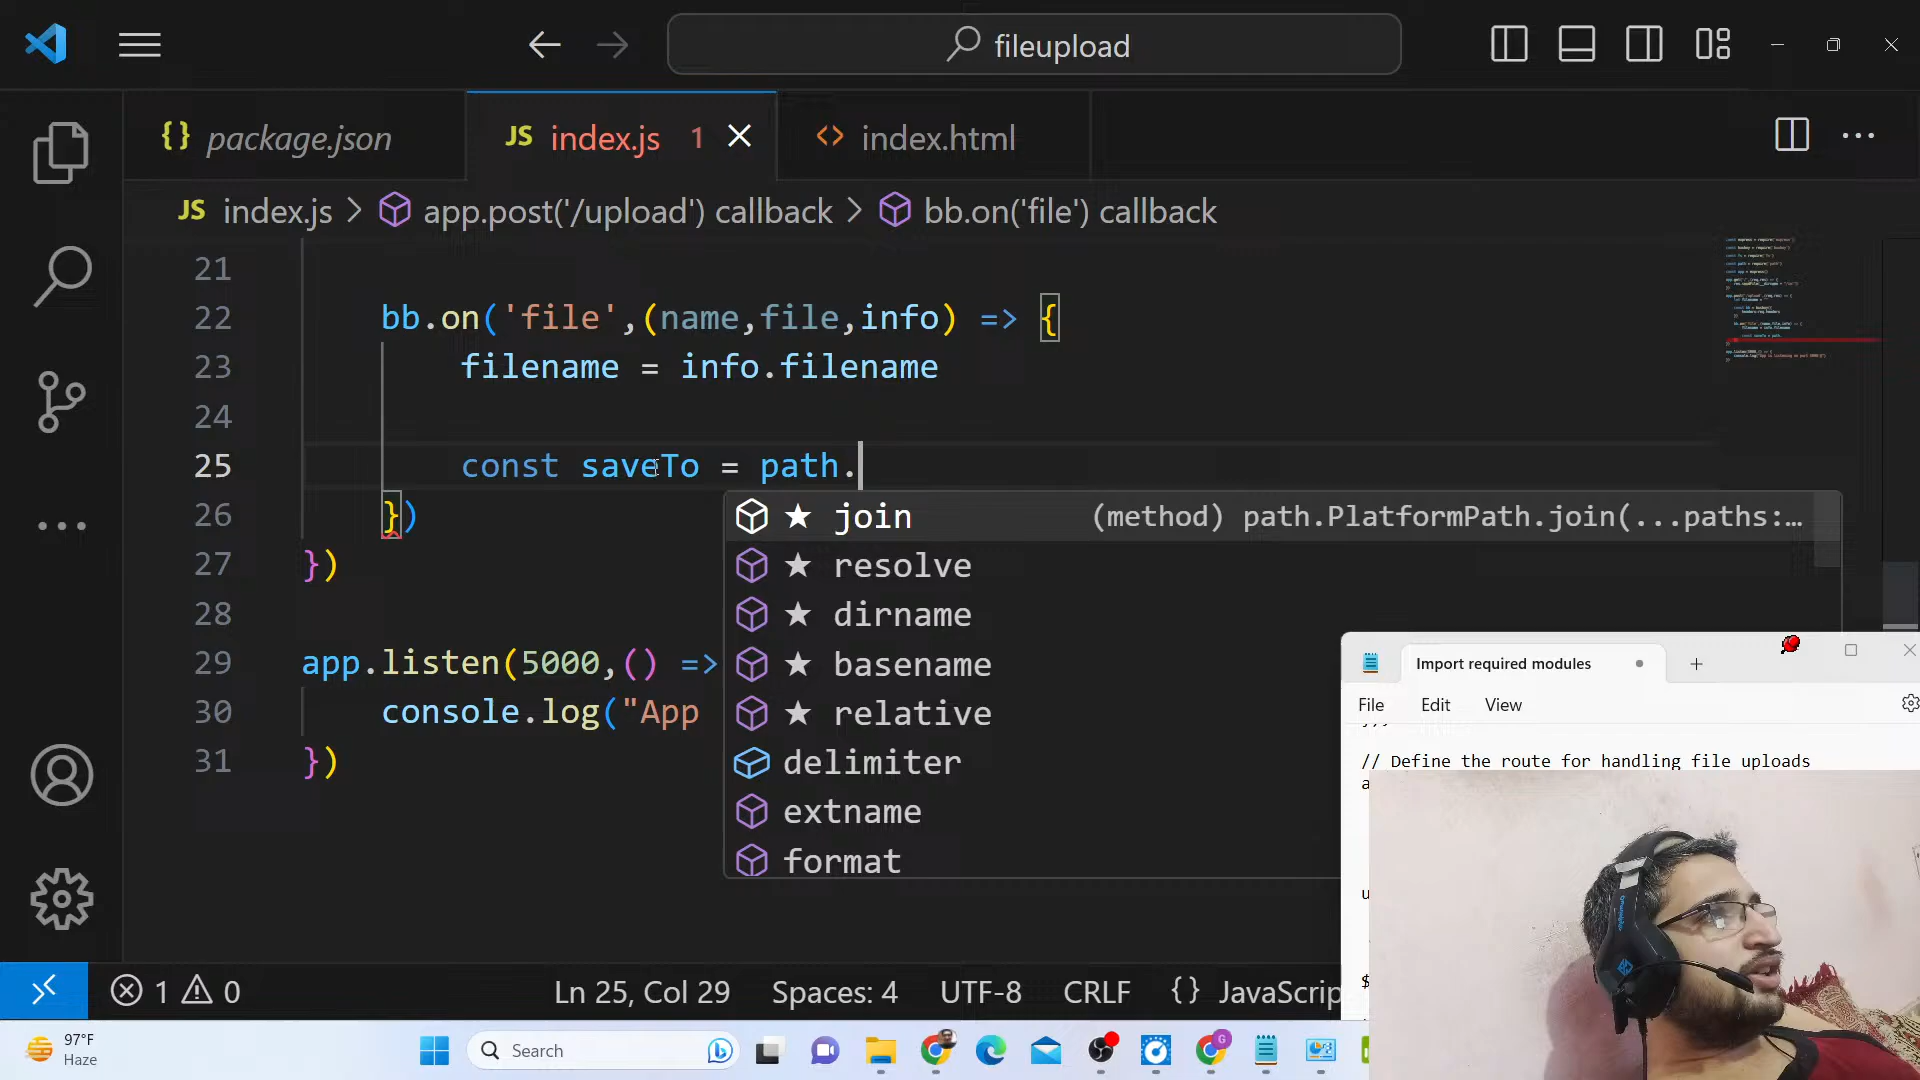 fileupload
{} package.json
JS index.js 1
<> index.html
JS index.js > app.post('/upload') callback > bb.on('file') callback
21
22 bb.on('file',(name,file,info) => {
23 filename = info.filename
24
25 const saveTo = path.
26 })
27 })
28
29 app.listen(5000,() =>
30 console.log("App
31 })
★ join (method) path.PlatformPath.join(...paths:…
★ resolve
★ dirname
★ basename
★ relative
delimiter
extname
format
Import required modules
File Edit View
// Define the route for handling file uploads
a
u
$
1 0
Ln 25, Col 29 Spaces: 4 UTF-8 CRLF {} JavaScrip
97°F
Haze
Search